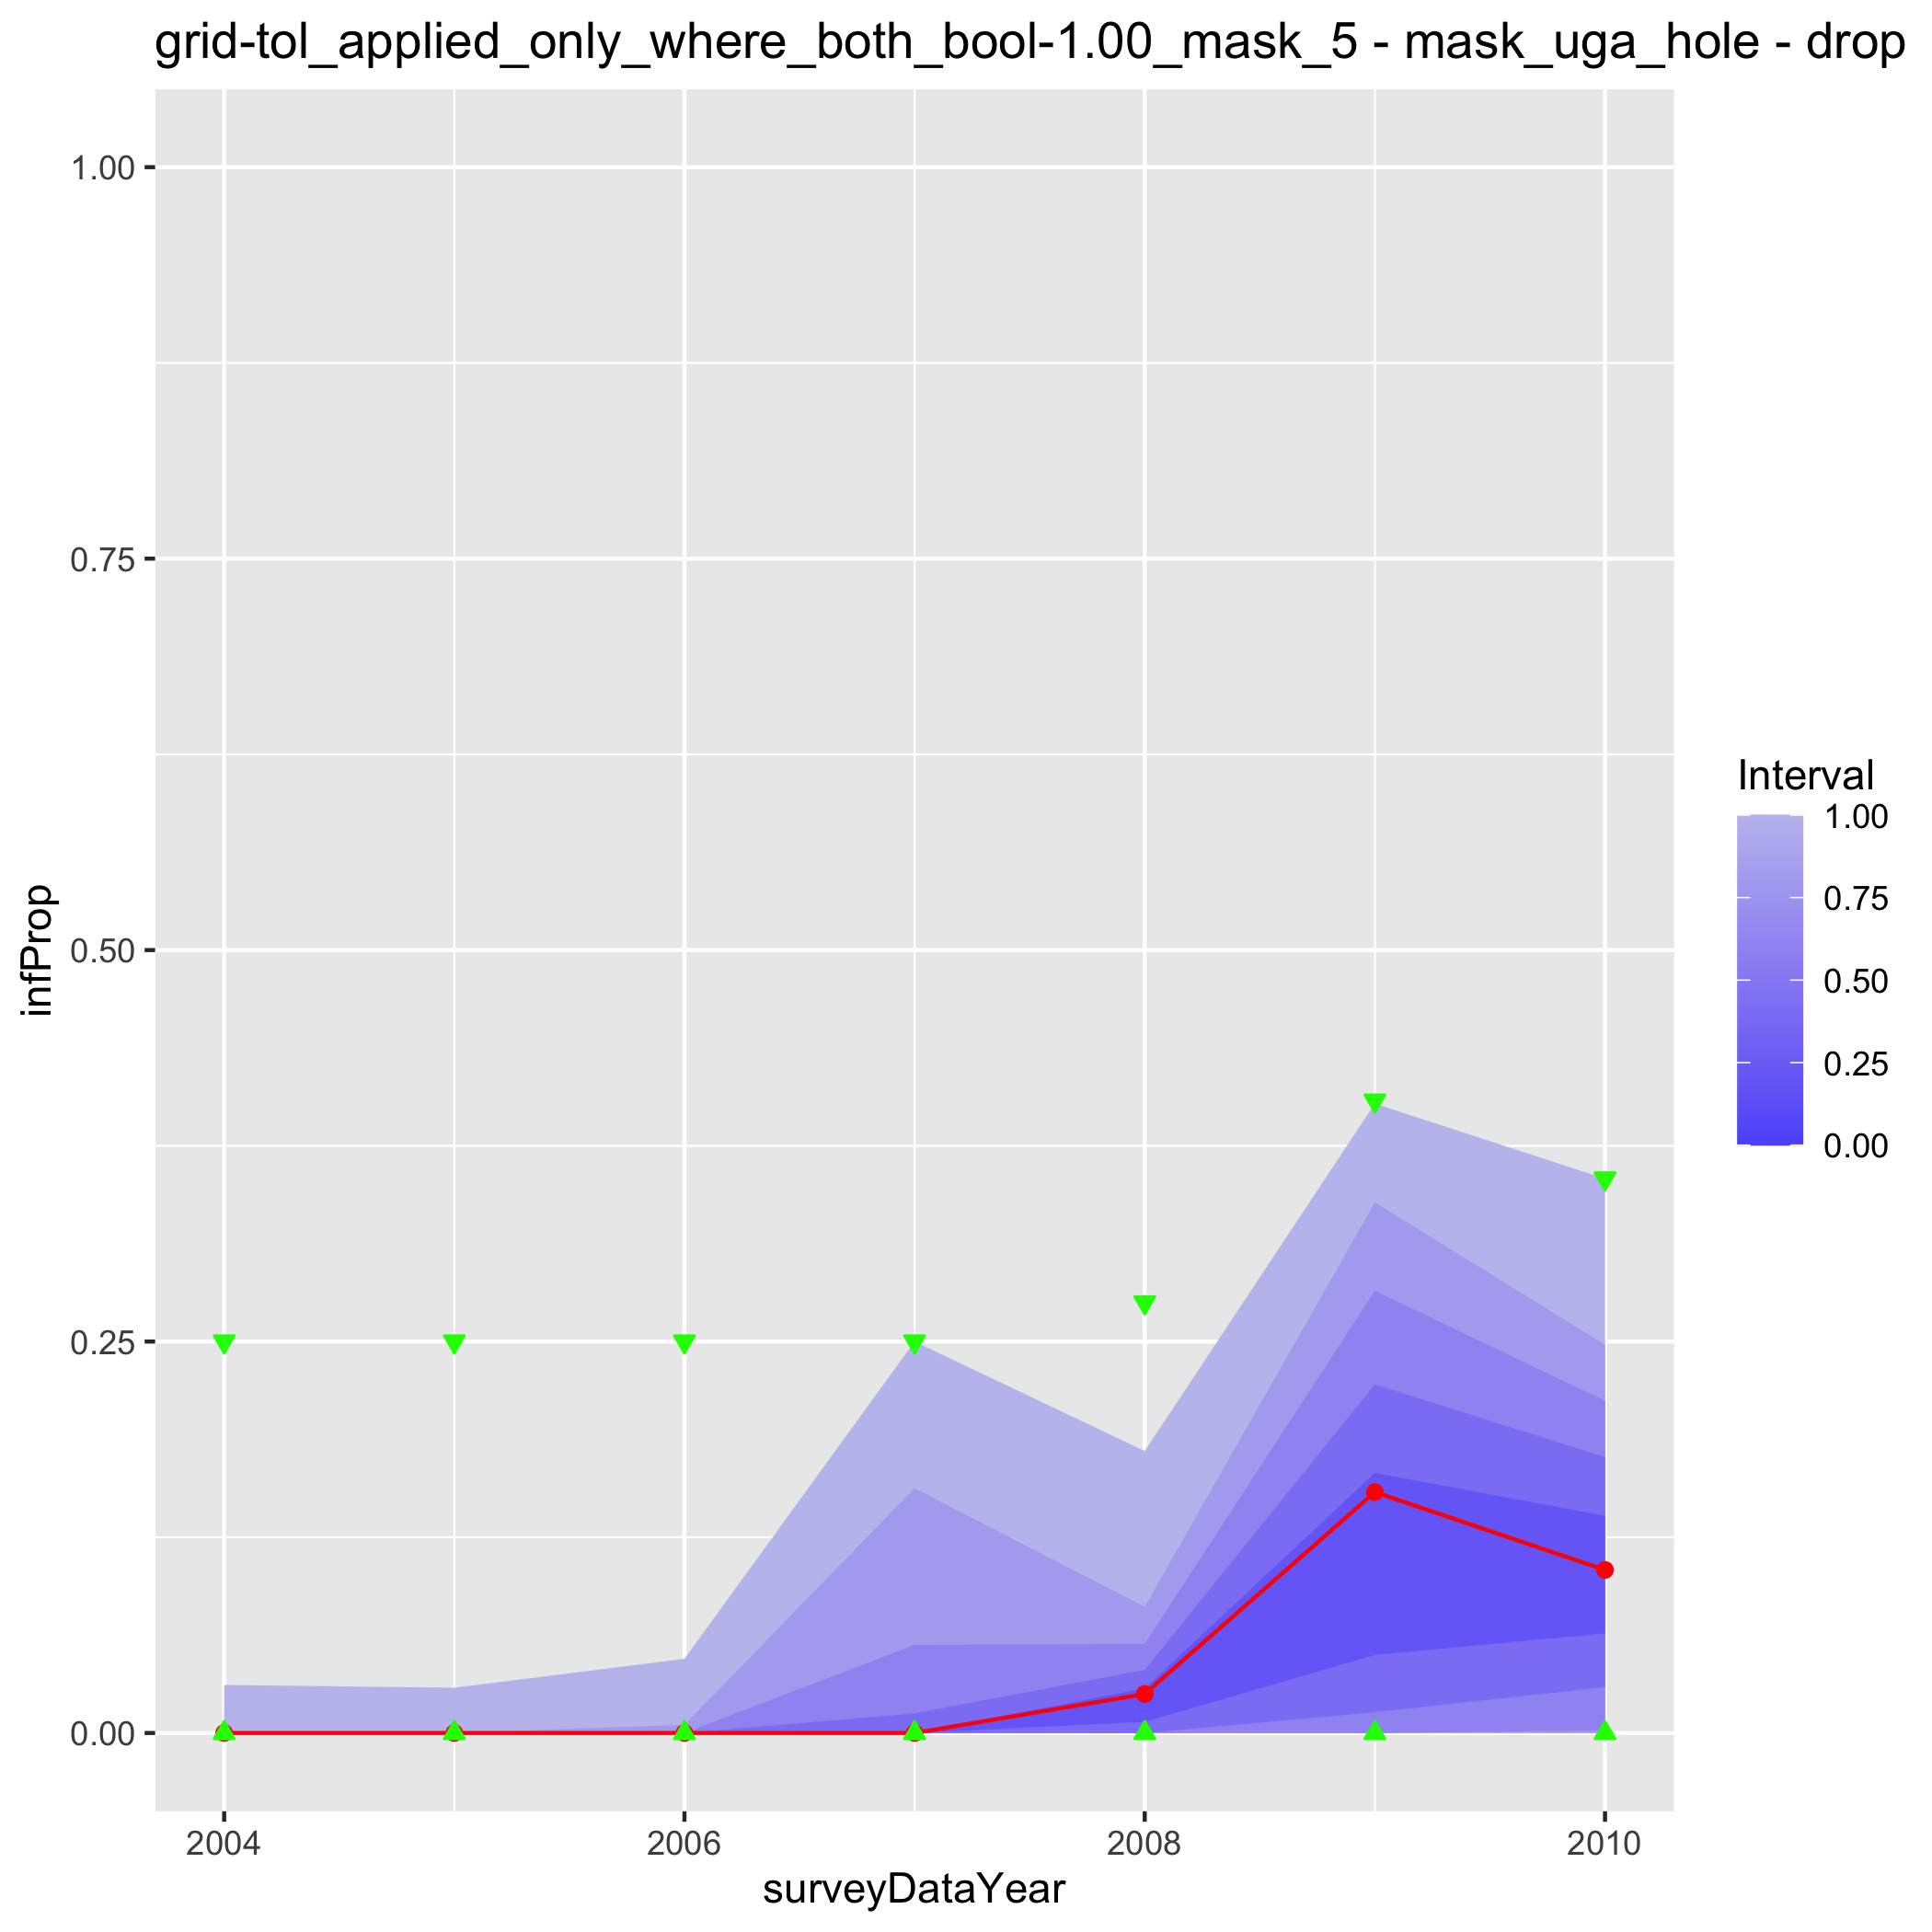 grid-tol_applied_only_where_both_bool-1.00_mask_5 - mask_uga_hole - drop
1.00
0.75
0.50
0.25
0.00
infProp
2004 2006 2008 2010
surveyDataYear
Interval
1.00
0.75
0.50
0.25
0.00